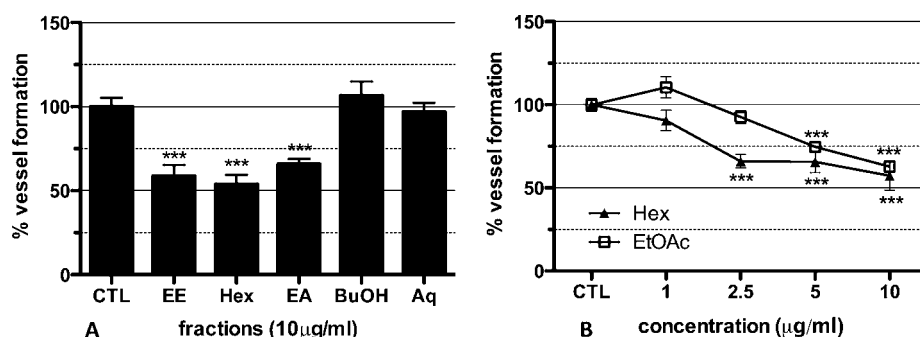 150
100
50
0
% vessel formation
***
***
***
CTL EE Hex EA BuOH Aq
A fractions (10μg/ml)
150
100
50
0
% vessel formation
***
***
***
***
***
Hex
EtOAc
CTL 1 2.5 5 10
B concentration (μg/ml)